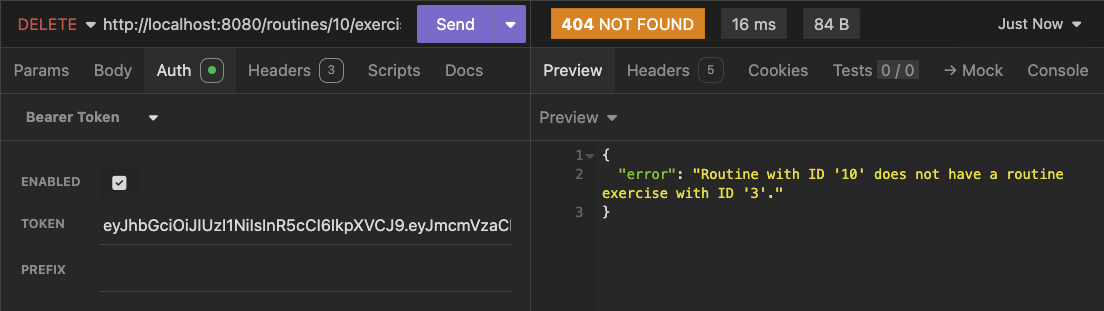 DELETE http://localhost:8080/routines/10/exercis Send 404 NOT FOUND 16 ms 84 B Just Now
Params Body Auth Headers 3 Scripts Docs Preview Headers 5 Cookies Tests 0 / 0 → Mock Console
Bearer Token Preview
ENABLED
TOKEN eyJhbGciOiJIUzI1NiIsInR5cCI6IkpXVCJ9.eyJmcmVzaC
PREFIX
1 {
2 "error": "Routine with ID '10' does not have a routine
exercise with ID '3'."
3 }